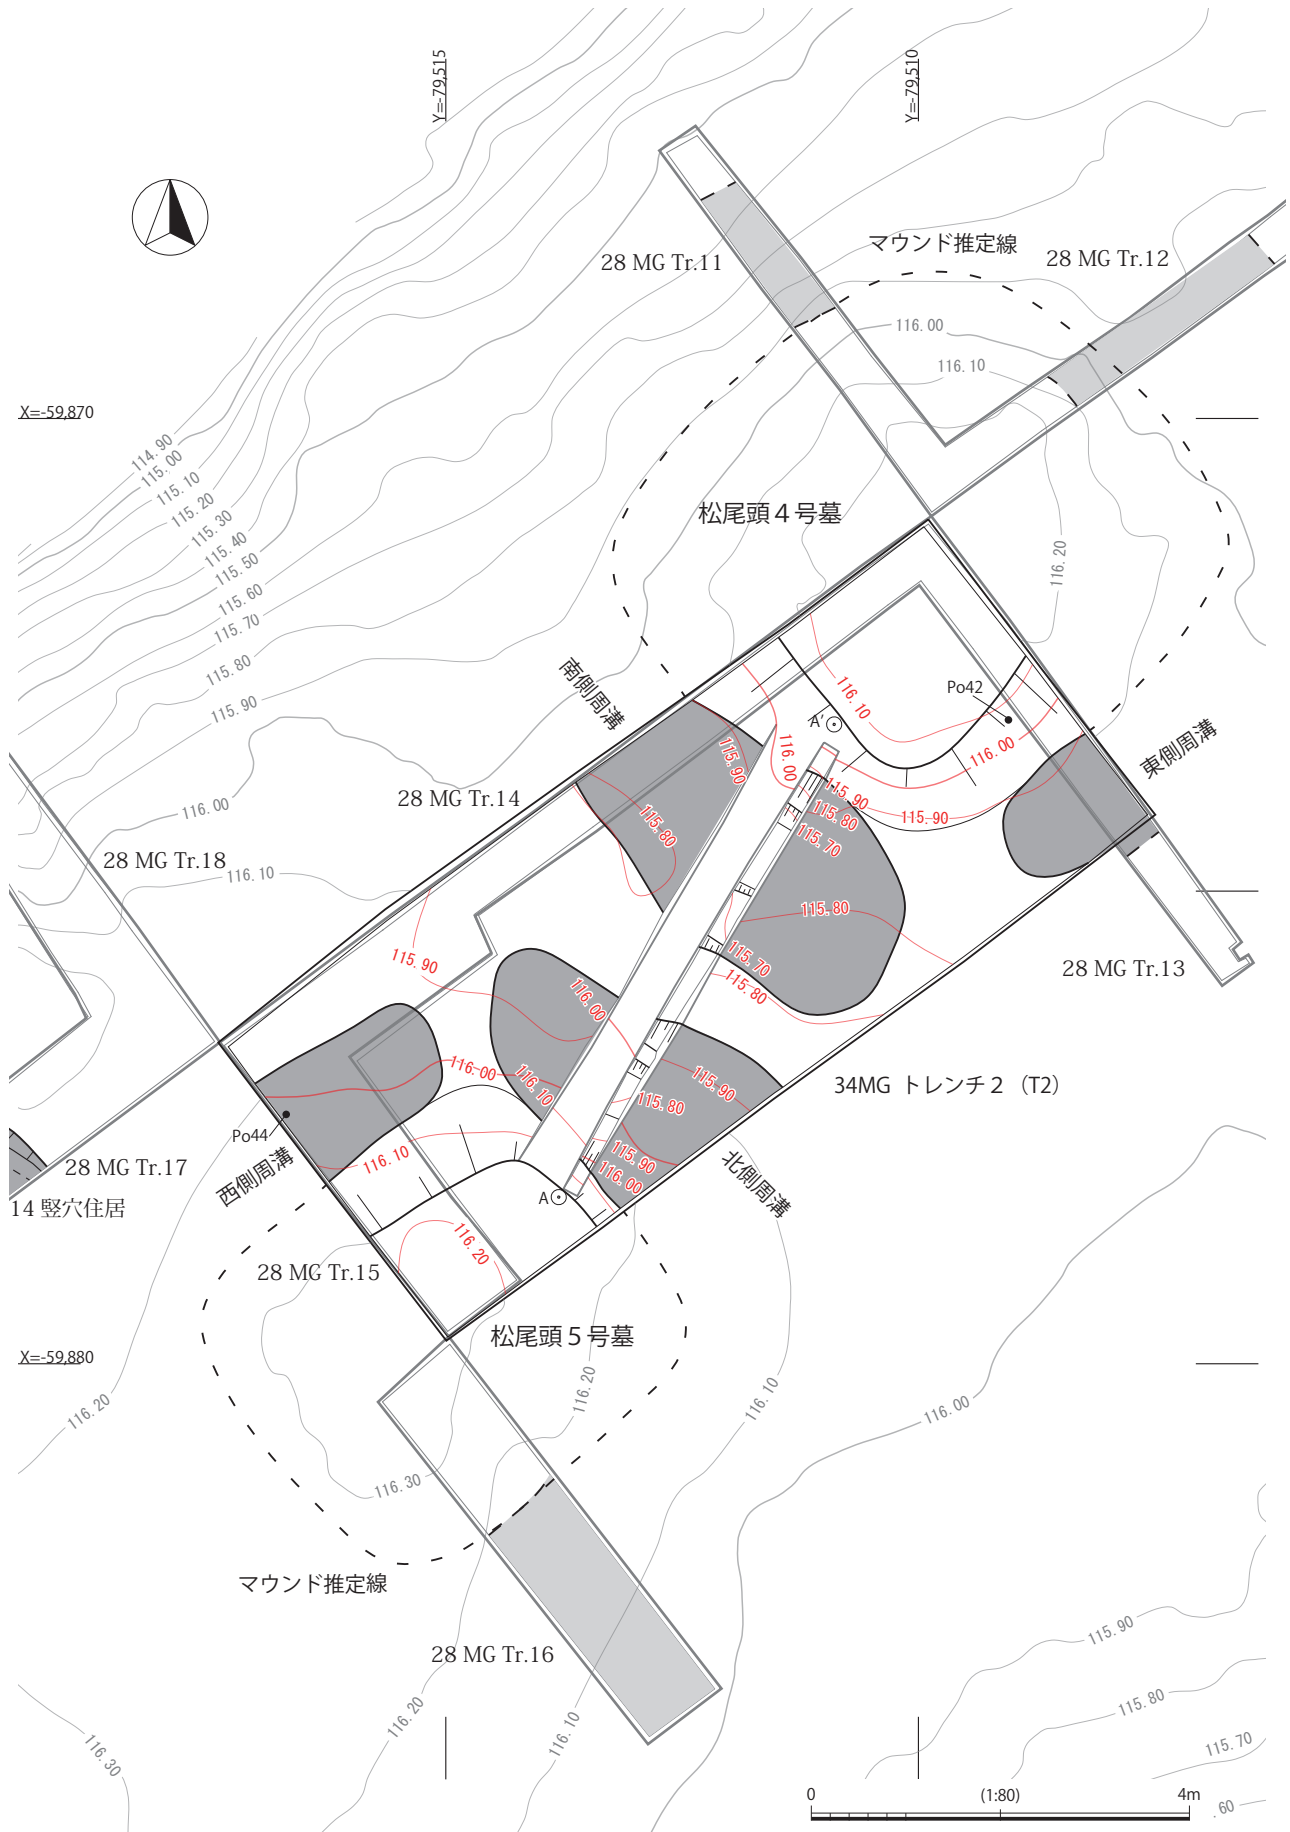 Y=-79,515
Y=-79,510
マウンド推定線
28 MG Tr.11
28 MG Tr.12
116.00
116.10
X=-59,870
114.90
115.00
115.10
115.20
115.30
115.40
115.50
115.60
115.70
115.80
115.90
松尾頭４号墓
116.20
南側周溝
116.10
Po42
A'
116.00
東側周溝
115.90
116.00
115.90
115.80
115.70
115.90
116.00
28 MG Tr.14
115.80
28 MG Tr.18
116.10
115.80
115.90
115.70
115.80
28 MG Tr.13
116.00
116.00
116.10
115.90
115.80
34MG トレンチ２（T2）
Po44
西側周溝
116.10
115.90
116.00
北側周溝
28 MG Tr.17
14 竪穴住居
A
116.20
28 MG Tr.15
松尾頭５号墓
X=-59,880
116.20
116.20
116.10
116.00
116.30
マウンド推定線
28 MG Tr.16
115.90
116.20
116.10
115.80
116.30
115.70
.60
0
(1:80)
4m